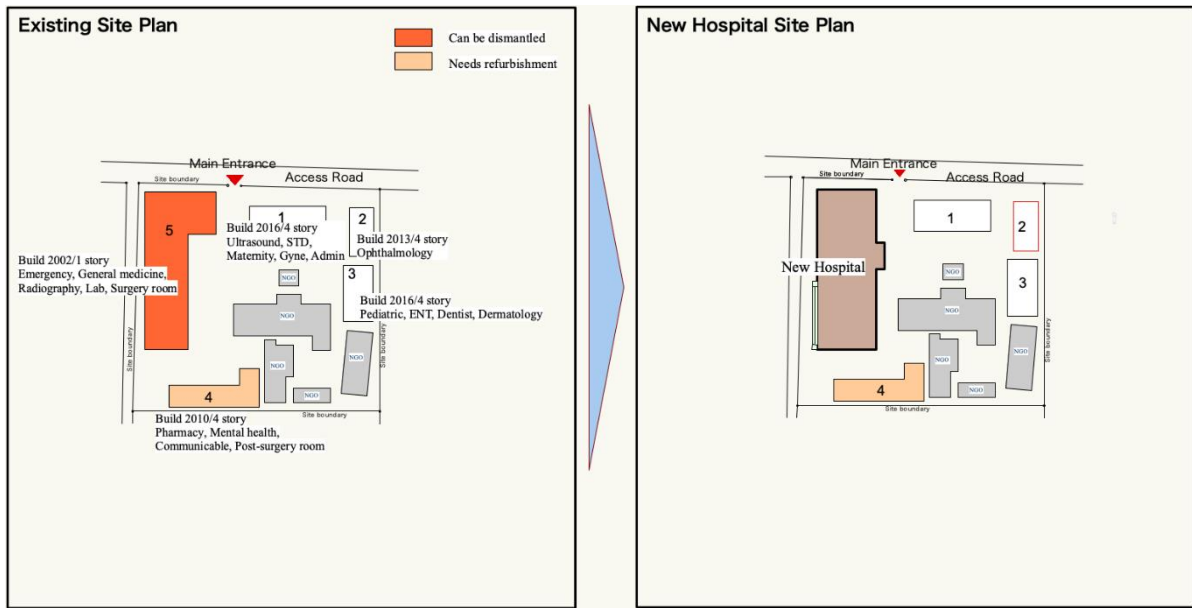 Existing Site Plan
Can be dismantled
Needs refurbishment
Main Entrance
Site boundary
Access Road
5
1
2
Build 2016/4 story
Ultrasound, STD,
Maternity, Gyne, Admin
Build 2013/4 story
Ophthalmology
Build 2002/1 story
Emergency, General medicine,
Radiography, Lab, Surgery room
3
NGO
Build 2016/4 story
Pediatric, ENT, Dentist, Dermatology
NGO
Site boundary
Site boundary
NGO
NGO
NGO
4
Site boundary
Build 2010/4 story
Pharmacy, Mental health,
Communicable, Post-surgery room
New Hospital Site Plan
Main Entrance
Site boundary
Access Road
1
2
New Hospital
NGO
3
NGO
Site boundary
Site boundary
NGO
NGO
NGO
4
Site boundary